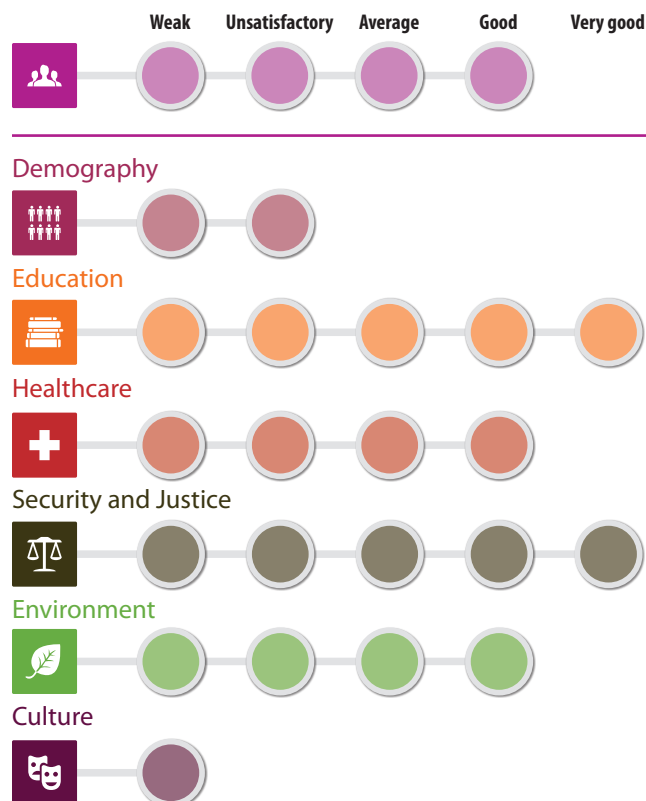 Weak Unsatisfactory Average Good Very good
Demography
Education
Healthcare
Security and Justice
Environment
Culture